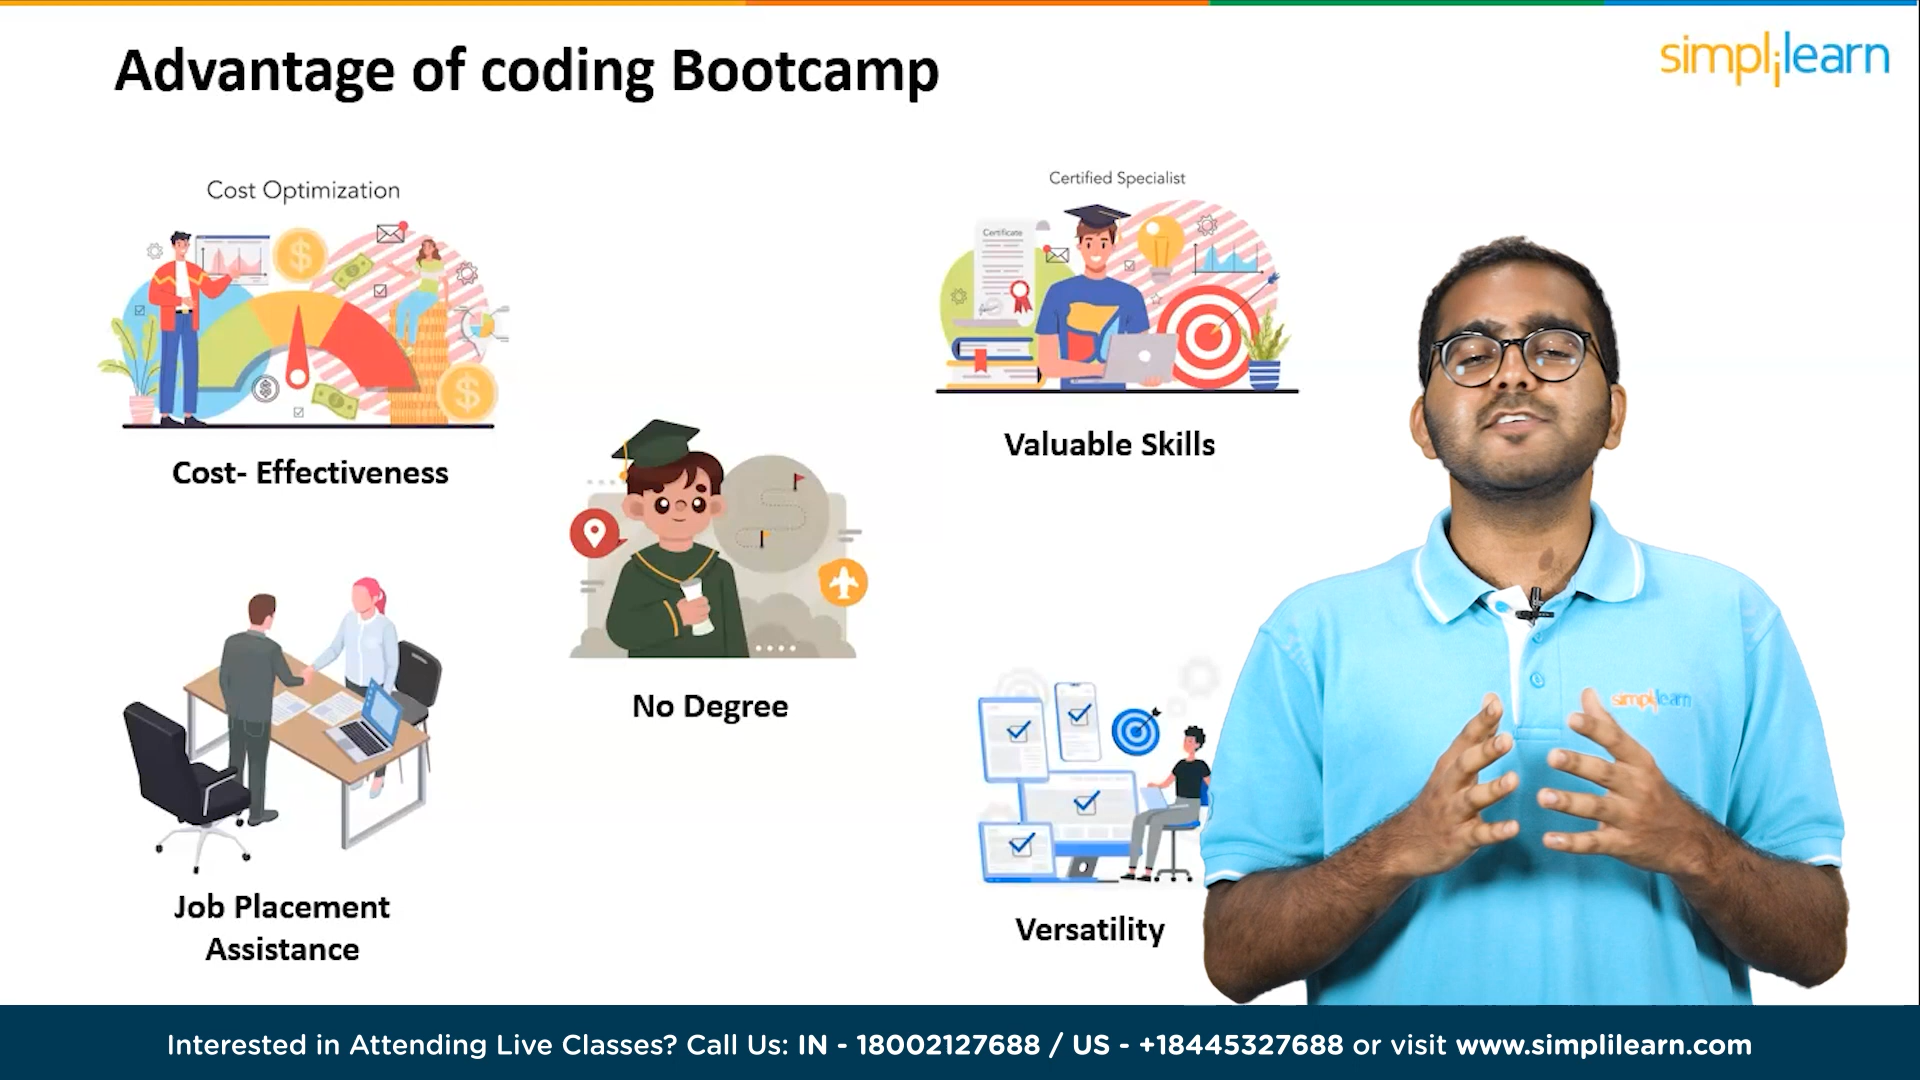 Advantage of coding Bootcamp
simplilearn
Cost Optimization
Cost- Effectiveness
Certified Specialist
Certificate
Valuable Skills
No Degree
Job Placement
Assistance
Versatility
simplilearn
Interested in Attending Live Classes? Call Us: IN - 18002127688 / US - +18445327688 or visit www.simplilearn.com